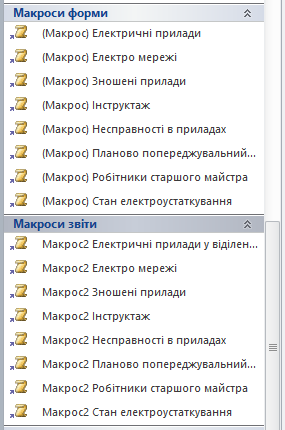 Макроси форми
(Макрос) Електричні прилади
(Макрос) Електро мережі
(Макрос) Зношені прилади
(Макрос) Інструктаж
(Макрос) Несправності в приладах
(Макрос) Планово попереджувальний...
(Макрос) Робітники старшого майстра
(Макрос) Стан електроустаткування
Макроси звіти
Макрос2 Електричні прилади у віділен...
Макрос2 Електро мережі
Макрос2 Зношені прилади
Макрос2 Інструктаж
Макрос2 Несправності в приладах
Макрос2 Планово попереджувальний...
Макрос2 Робітники старшого майстра
Макрос2 Стан електроустаткування